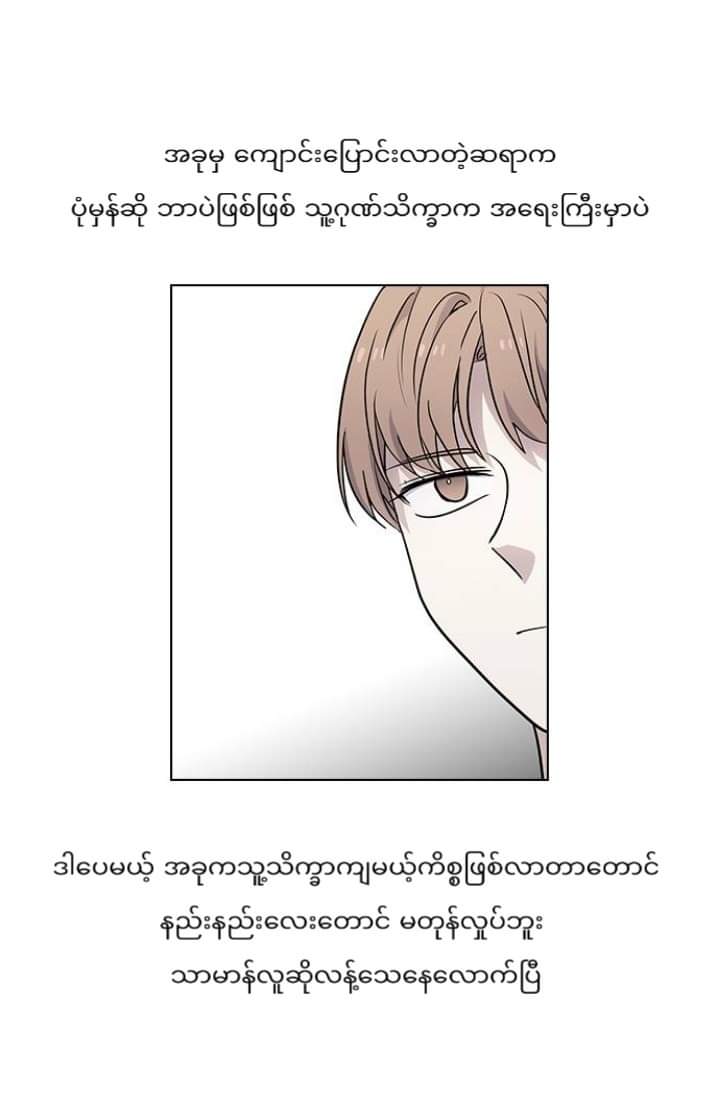 အခုမှ ကျောင်းပြောင်းလာတဲ့ဆရာက
ပုံမှန်ဆို ဘာပဲဖြစ်ဖြစ် သူ့ဂုဏ်သိက္ခာက အရေးကြီးမှာပဲ
ဒါပေမယ့် အခုကသူ့သိက္ခာကျမယ့်ကိစ္စဖြစ်လာတာတောင်
နည်းနည်းလေးတောင် မတုန်လှုပ်ဘူး
သာမာန်လူဆိုလန့်သေနေလောက်ပြီ